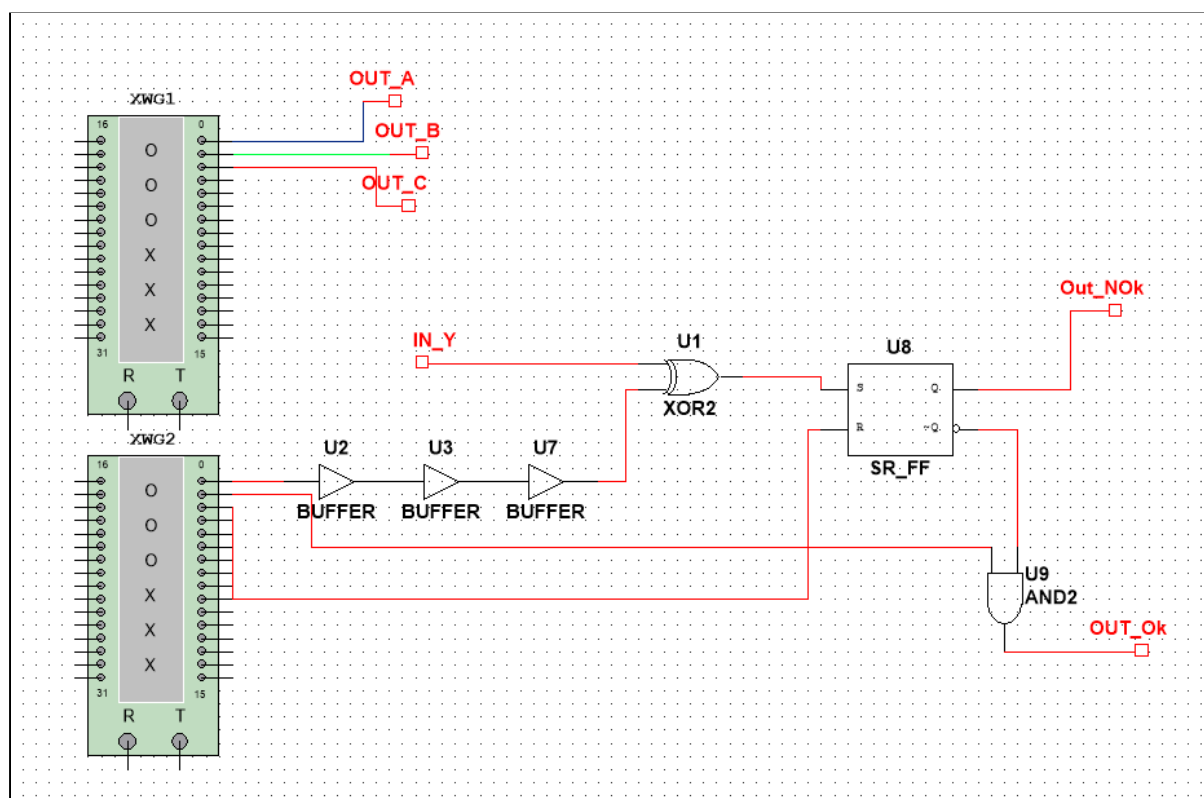 OUT_A
XWG1
16 0
OUT_B
O
OUT_C
O
O
X
X
X
31 15
R T
Out_NOk
IN_Y
U1
U8
S Q
XOR2
R ~Q
SR_FF
XWG2
16 0
U2 U3 U7
O
BUFFER BUFFER BUFFER
O
O
U9
X
AND2
X
OUT_Ok
X
31 15
R T